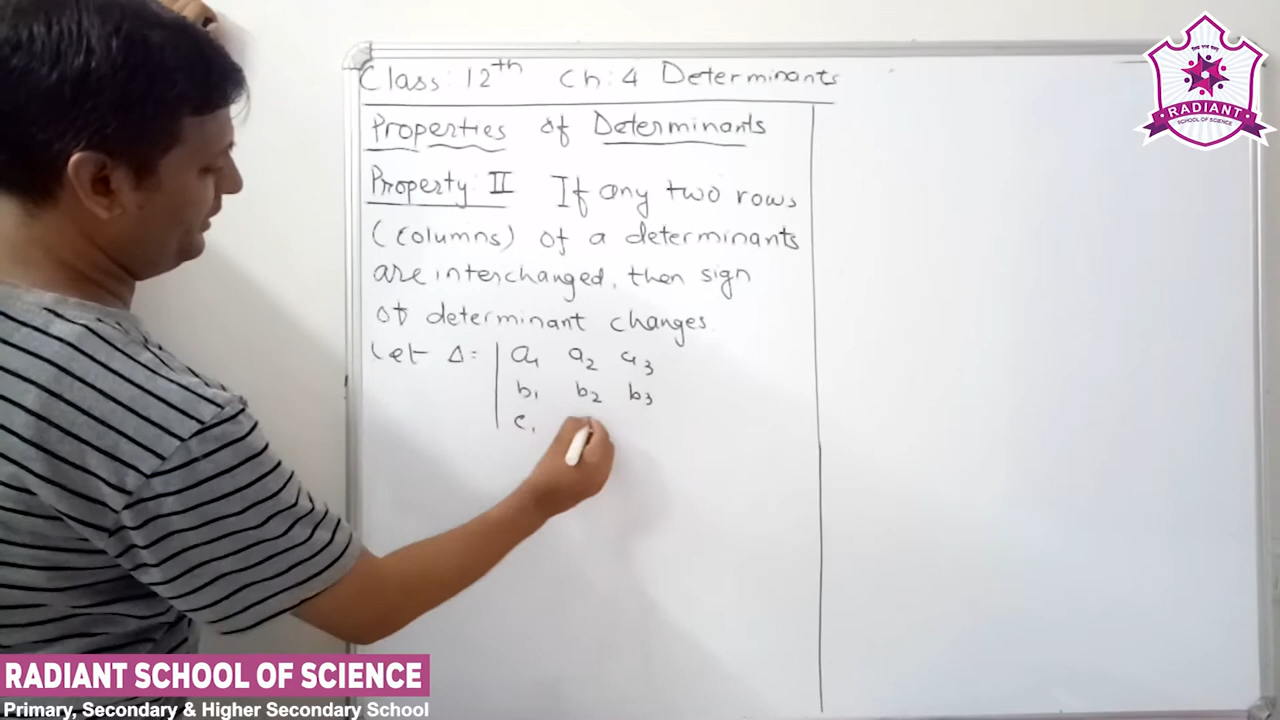 Class: 12th Ch: 4 Determinants
Properties of Determinants
Property: II If any two rows
(columns) of a determinants
are interchanged, then sign
of determinant changes.
Let Δ= | a1 a2 a3
b1 b2 b3
c1
RADIANT
SCHOOL OF SCIENCE
RADIANT SCHOOL OF SCIENCE
Primary, Secondary & Higher Secondary School